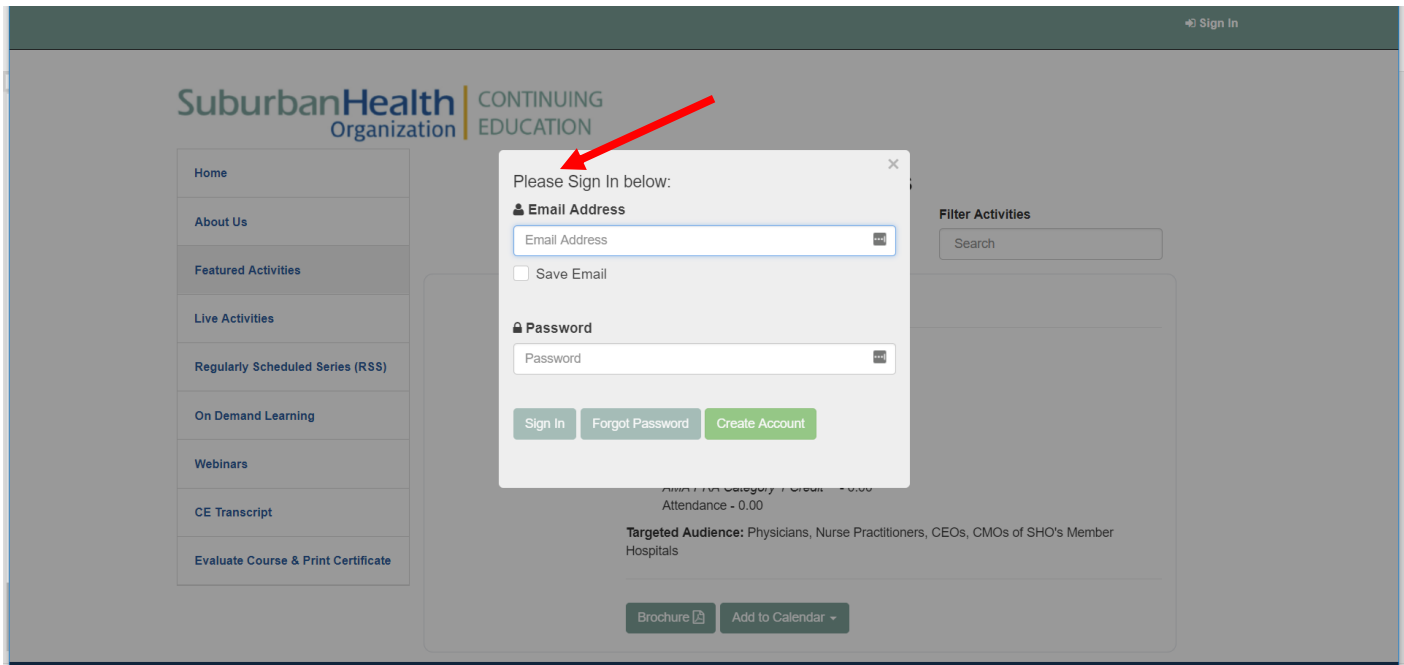 Sign In
SuburbanHealth
Organization
CONTINUING
EDUCATION
Home
About Us
Featured Activities
Live Activities
Regularly Scheduled Series (RSS)
On Demand Learning
Webinars
CE Transcript
Evaluate Course & Print Certificate
×
Please Sign In below:
Email Address
Email Address
Save Email
Password
Password
Sign In Forgot Password Create Account
Filter Activities
Search
Attendance - 0.00
Targeted Audience: Physicians, Nurse Practitioners, CEOs, CMOs of SHO's Member
Hospitals
Brochure Add to Calendar